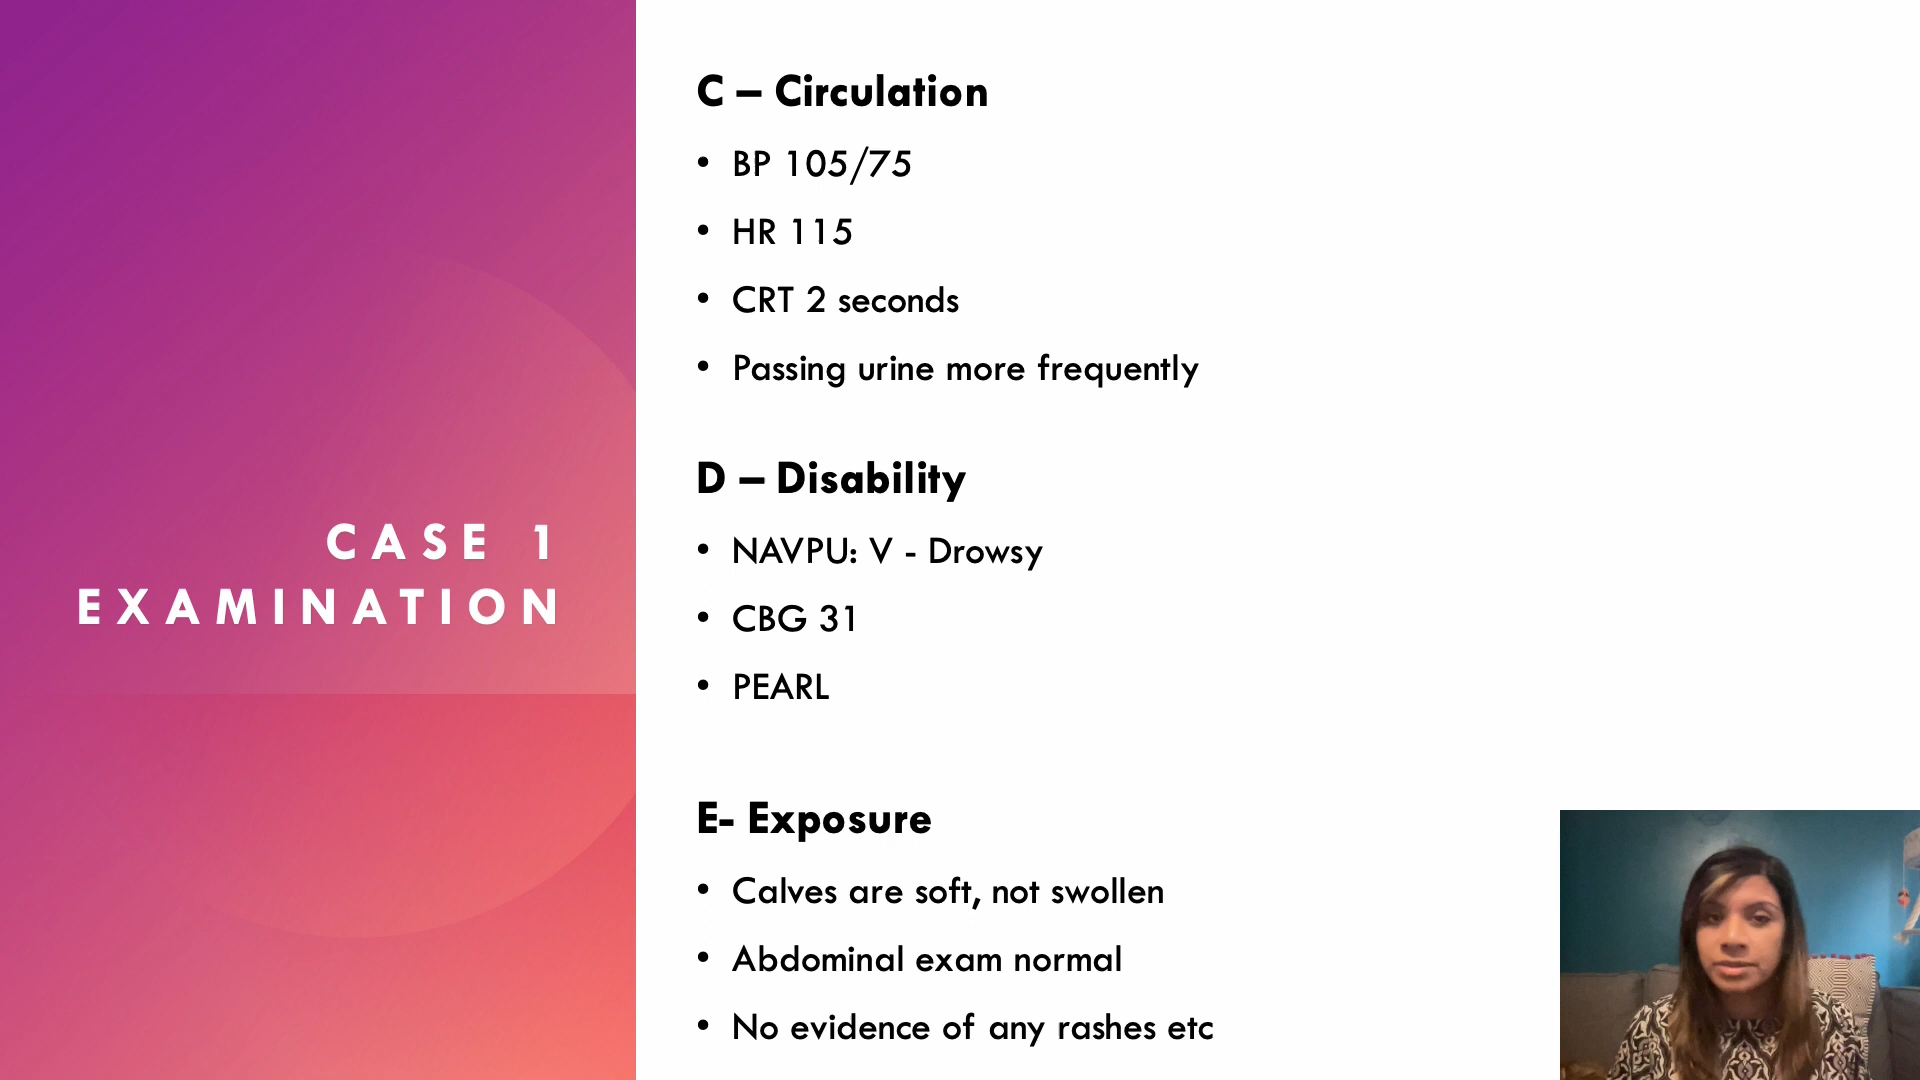 CASE 1
EXAMINATION
C – Circulation
• BP 105/75
• HR 115
• CRT 2 seconds
• Passing urine more frequently
D – Disability
• NAVPU: V - Drowsy
• CBG 31
• PEARL
E- Exposure
• Calves are soft, not swollen
• Abdominal exam normal
• No evidence of any rashes etc